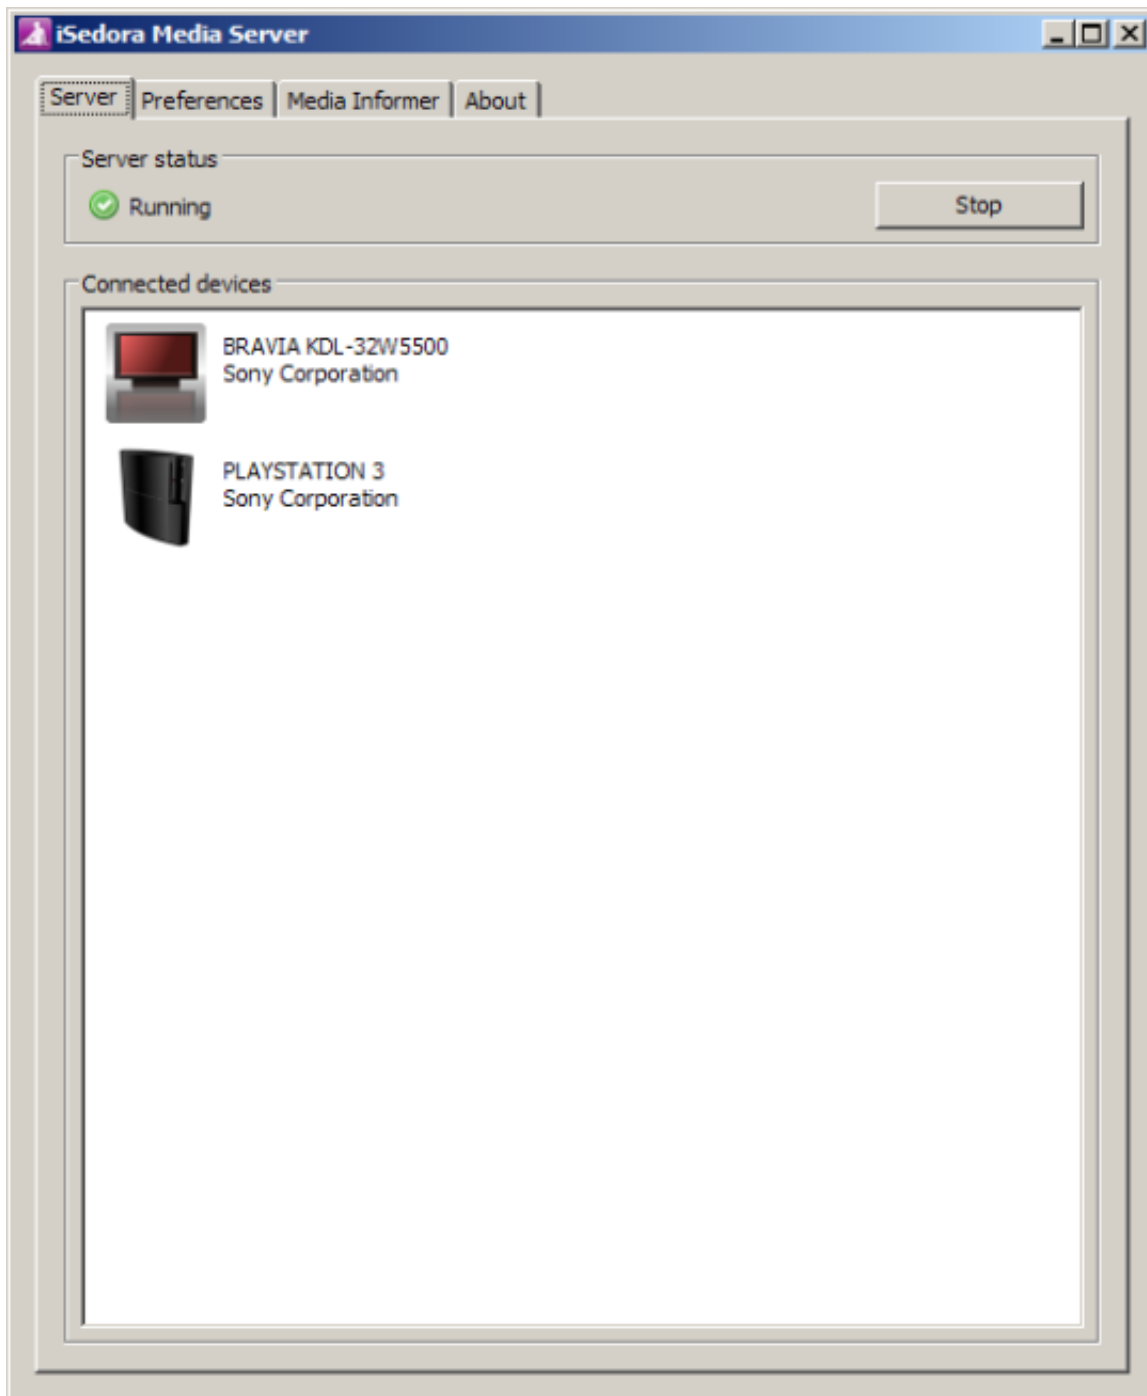 iSedora Media Server
Server Preferences Media Informer About
Server status
Running Stop
Connected devices
BRAVIA KDL-32W5500
Sony Corporation
PLAYSTATION 3
Sony Corporation